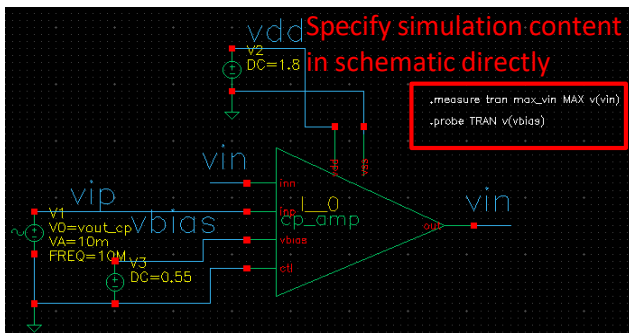 vdd
Specify simulation content
in schematic directly
V2
DC=1.8
.measure tran max_vin MAX v(vin)
.probe TRAN v(vbias)
vdd
vss
vin
inn
vip
I_0
vin
V1
inp
cp_amp
out
V0=vout_cp
vbias
vbias
VA=10m
FREQ=10M
V3
ctl
DC=0.55